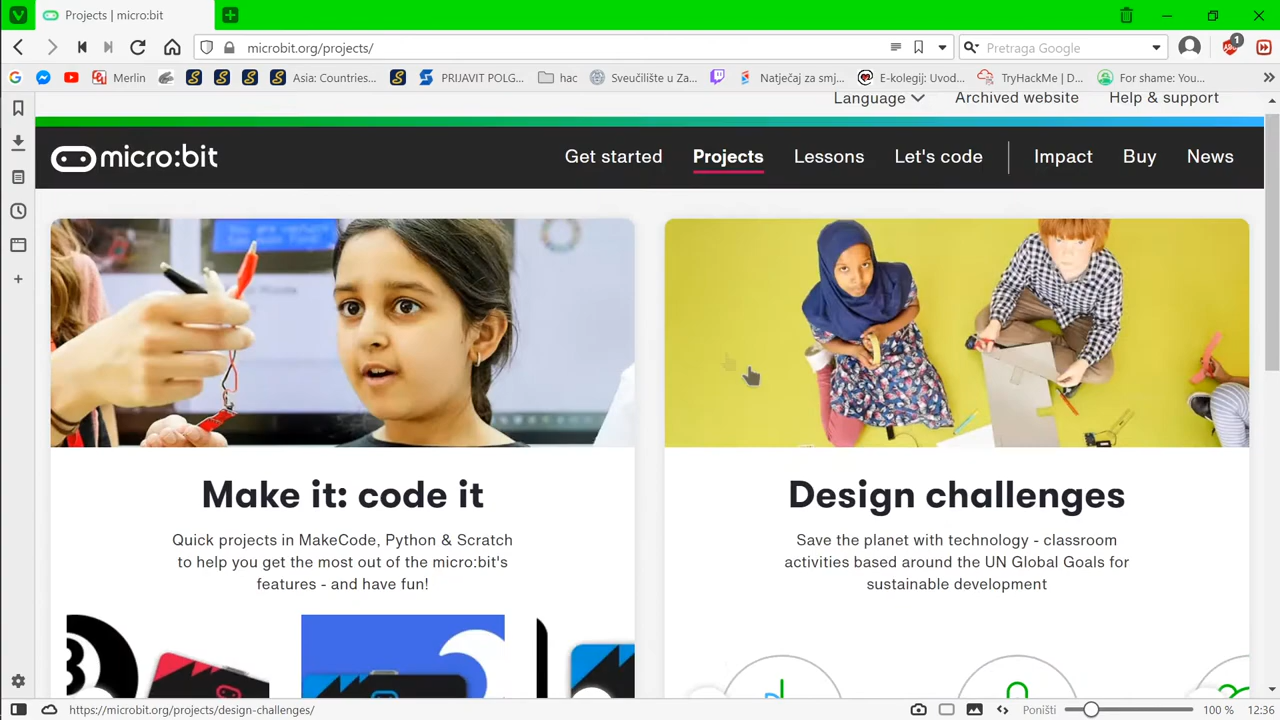 Projects | micro:bit
microbit.org/projects/
Pretraga Google
1
Merlin
Asia: Countries...
PRIJAVIT POLG...
hac
Sveučilište u Za...
Natječaj za smj...
E-kolegij: Uvod...
TryHackMe | D...
For shame: You...
Language
Archived website
Help & support
micro:bit
Get started
Projects
Lessons
Let's code
Impact
Buy
News
Make it: code it
Quick projects in MakeCode, Python & Scratch
to help you get the most out of the micro:bit's
features - and have fun!
Design challenges
Save the planet with technology - classroom
activities based around the UN Global Goals for
sustainable development
https://microbit.org/projects/design-challenges/
Poništi
100 %
12:36